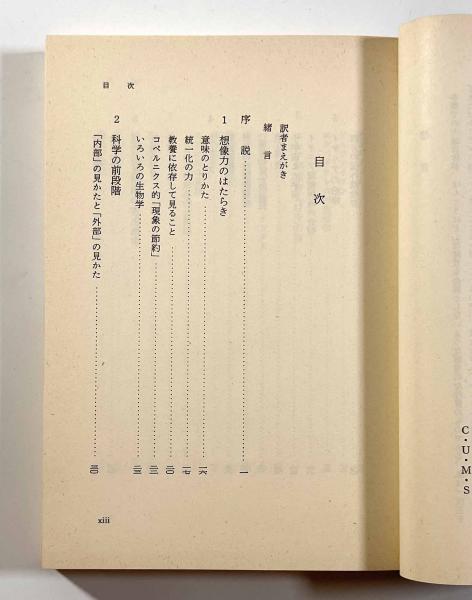 目次
目次
訳者まえがき
緒言
序説 一
1 想像力のはたらき
意味のとりかた 一六
統一化の力 一七
教養に依存して見ること 二〇
コペルニクス的「現象の節約」 二二
いろいろの生物学 二三
2 科学の前段階
「内部」の見かたと「外部」の見かた 三〇
xiii
C・U・M・S